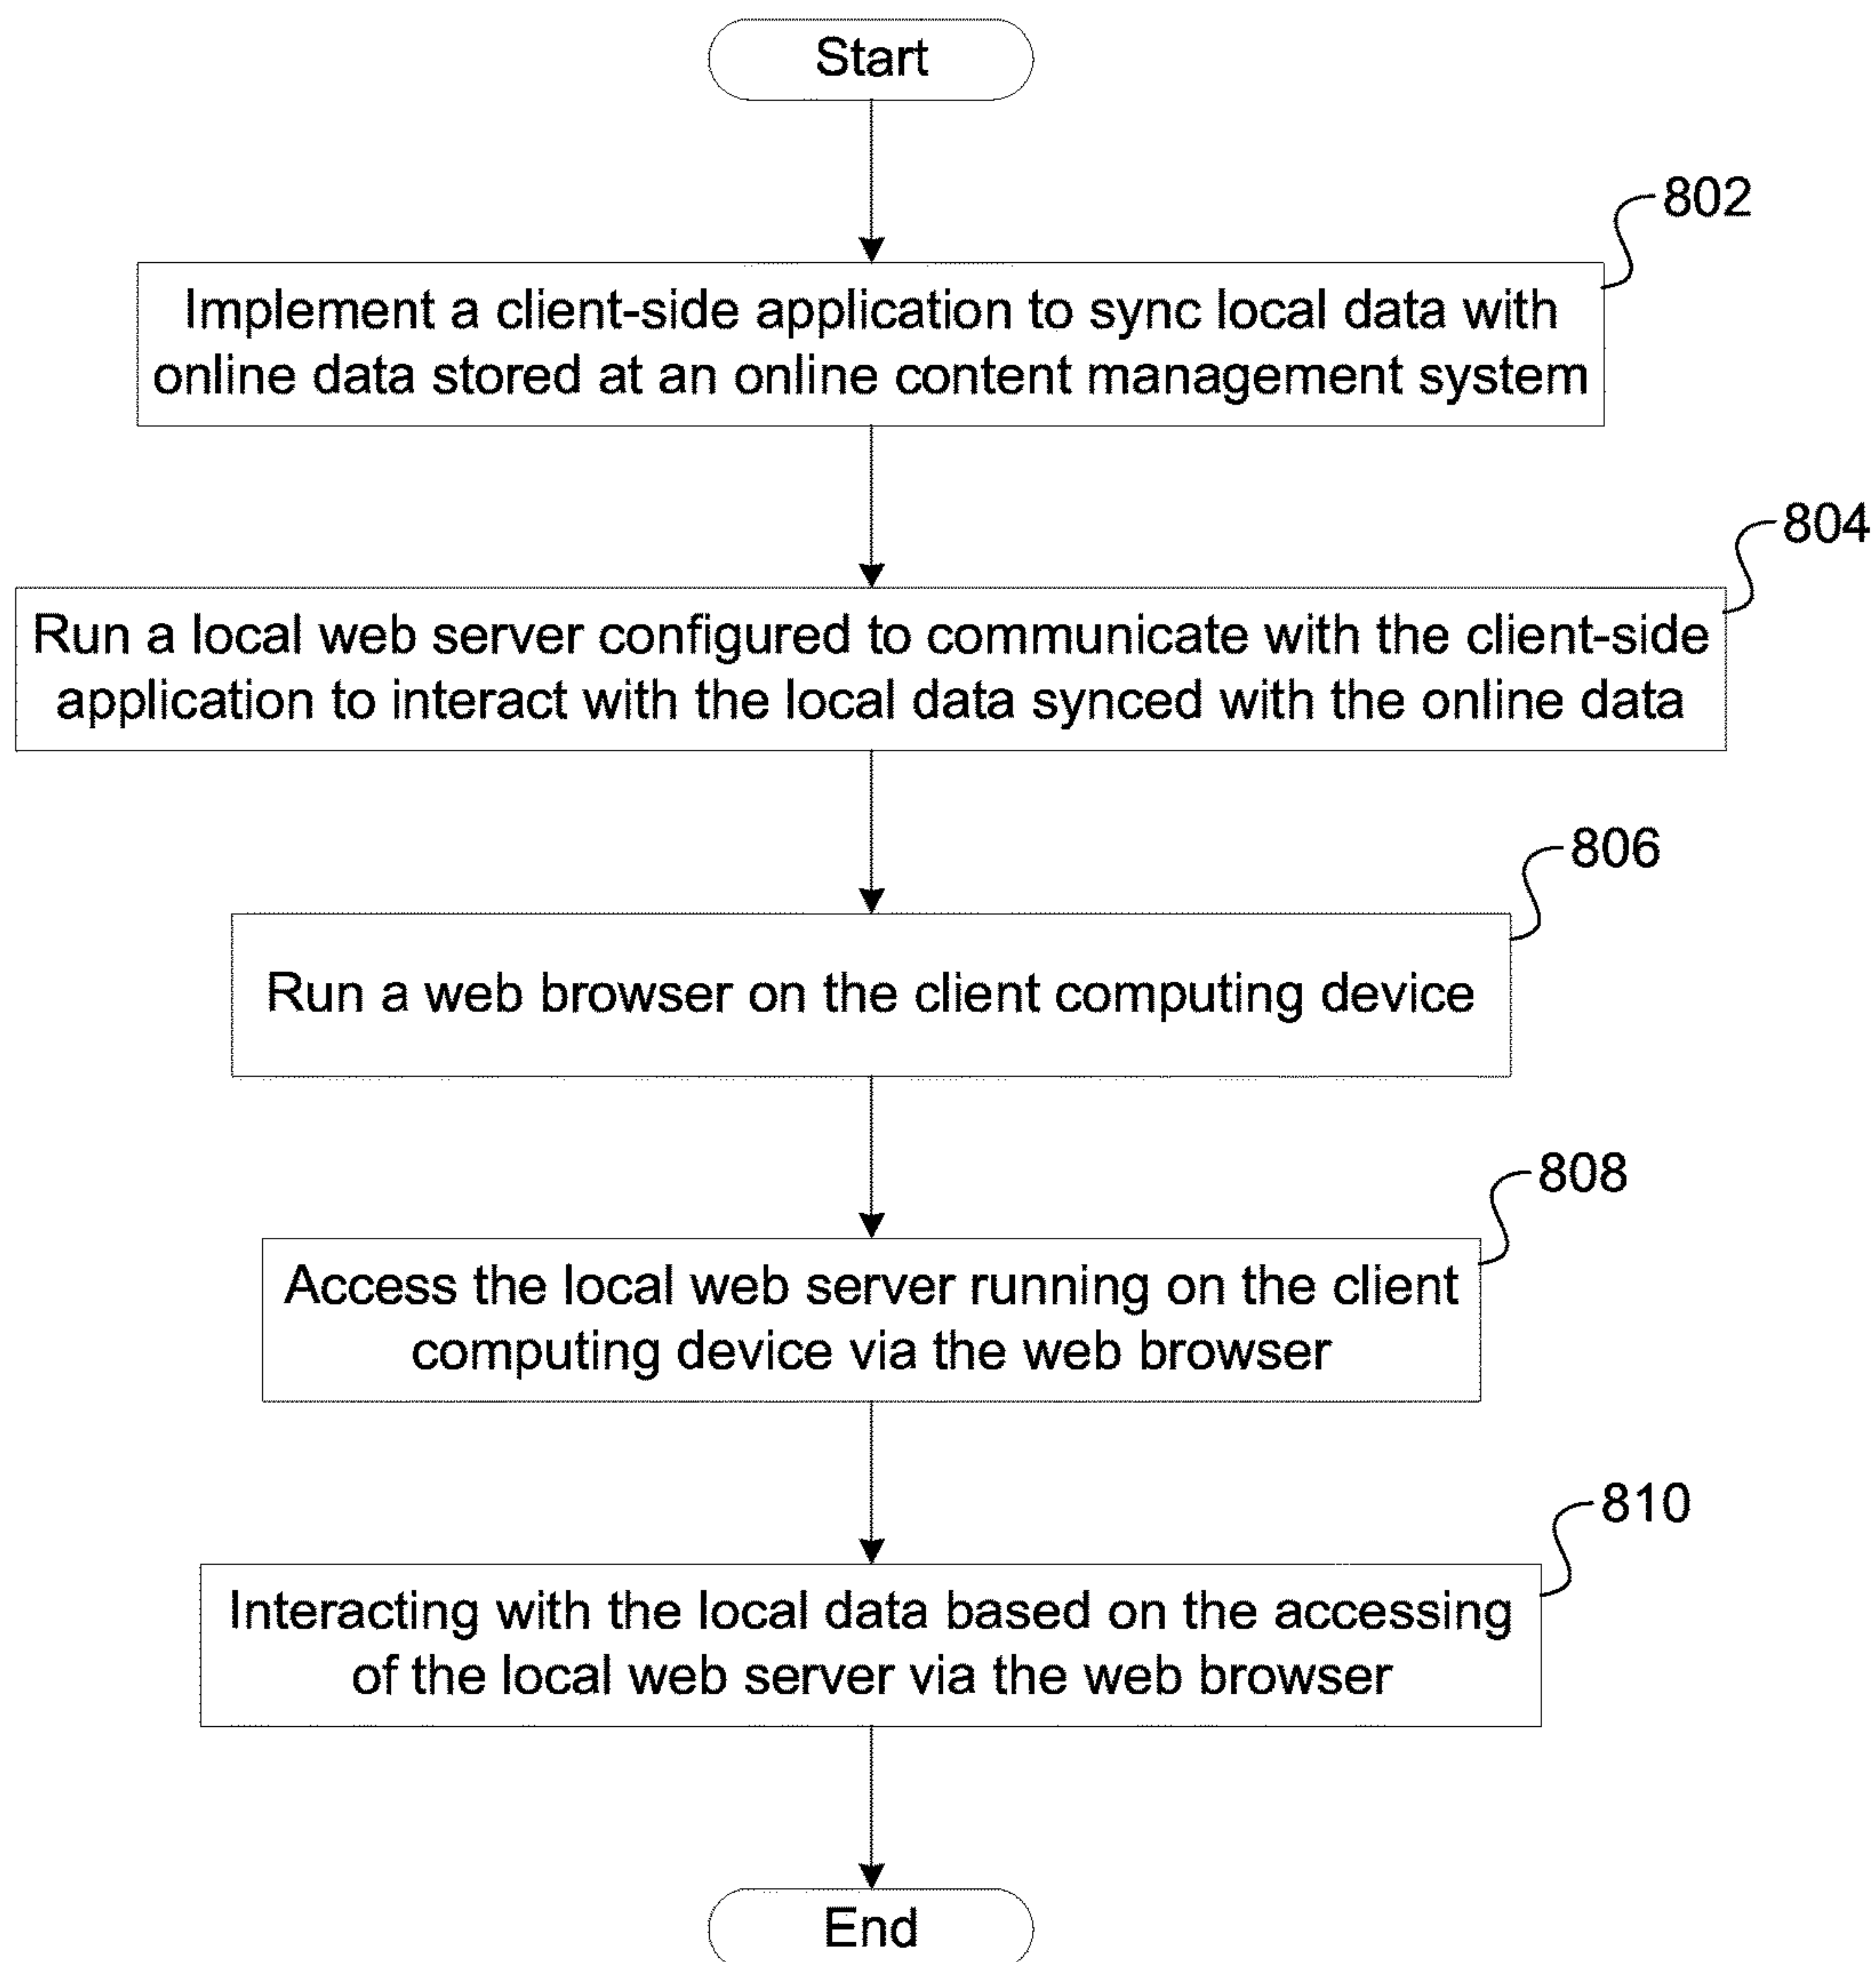 Start
802
Implement a client-side application to sync local data with
online data stored at an online content management system
804
Run a local web server configured to communicate with the client-side
application to interact with the local data synced with the online data
806
Run a web browser on the client computing device
808
Access the local web server running on the client
computing device via the web browser
810
Interacting with the local data based on the accessing
of the local web server via the web browser
End